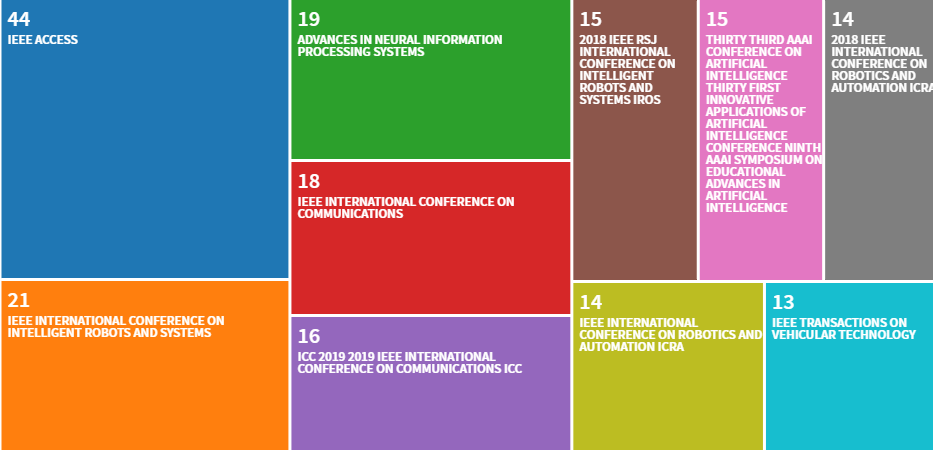 44
IEEE ACCESS
21
IEEE INTERNATIONAL CONFERENCE ON
INTELLIGENT ROBOTS AND SYSTEMS
19
ADVANCES IN NEURAL INFORMATION
PROCESSING SYSTEMS
18
IEEE INTERNATIONAL CONFERENCE ON
COMMUNICATIONS
16
ICC 2019 2019 IEEE INTERNATIONAL
CONFERENCE ON COMMUNICATIONS ICC
15
2018 IEEE RSJ
INTERNATIONAL
CONFERENCE ON
INTELLIGENT
ROBOTS AND
SYSTEMS IROS
15
THIRTY THIRD AAAI
CONFERENCE ON
ARTIFICIAL
INTELLIGENCE
THIRTY FIRST
INNOVATIVE
APPLICATIONS OF
ARTIFICIAL
INTELLIGENCE
CONFERENCE NINTH
AAAI SYMPOSIUM ON
EDUCATIONAL
ADVANCES IN
ARTIFICIAL
INTELLIGENCE
14
2018 IEEE
INTERNATIONAL
CONFERENCE ON
ROBOTICS AND
AUTOMATION ICRA
14
IEEE INTERNATIONAL
CONFERENCE ON ROBOTICS AND
AUTOMATION ICRA
13
IEEE TRANSACTIONS ON
VEHICULAR TECHNOLOGY